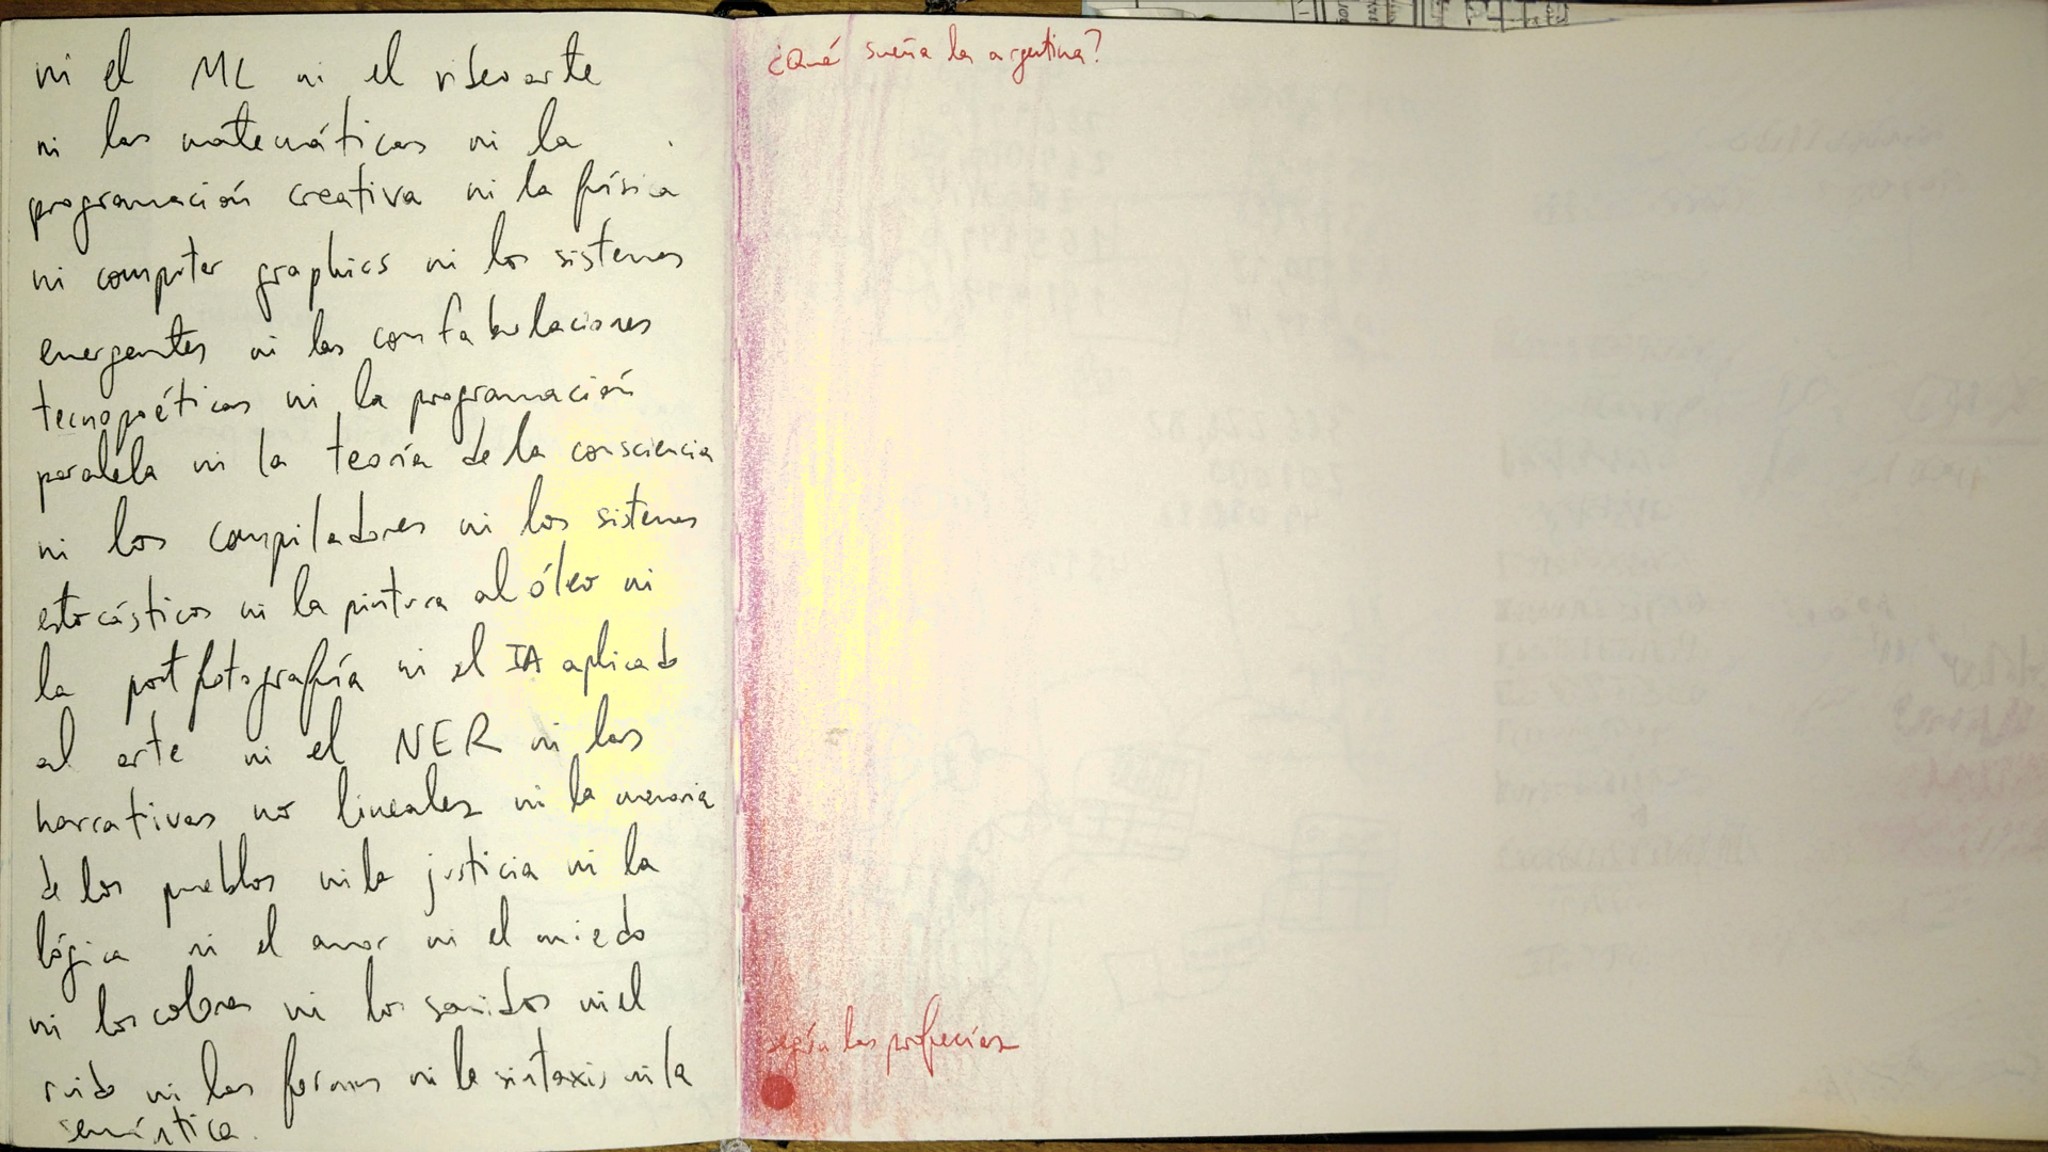 ni el ML ni el videoarte
ni las matemáticas ni la
programación creativa ni la física
ni computer graphics ni los sistemas
emergentes ni las confabulaciones
tecnopoéticas ni la programación
paralela ni la teoría de la consciencia
ni los compiladores ni los sistemas
estocásticos ni la pintura al óleo ni
la postfotografía ni el IA aplicado
al arte ni el NER ni las
narrativas no lineales ni la memoria
de los pueblos ni la justicia ni la
lógica ni el amor ni el miedo
ni los colores ni los sonidos ni el
ruido ni las formas ni la sintaxis ni la
semántica.
¿Qué sueña la argentina?
según las profecías